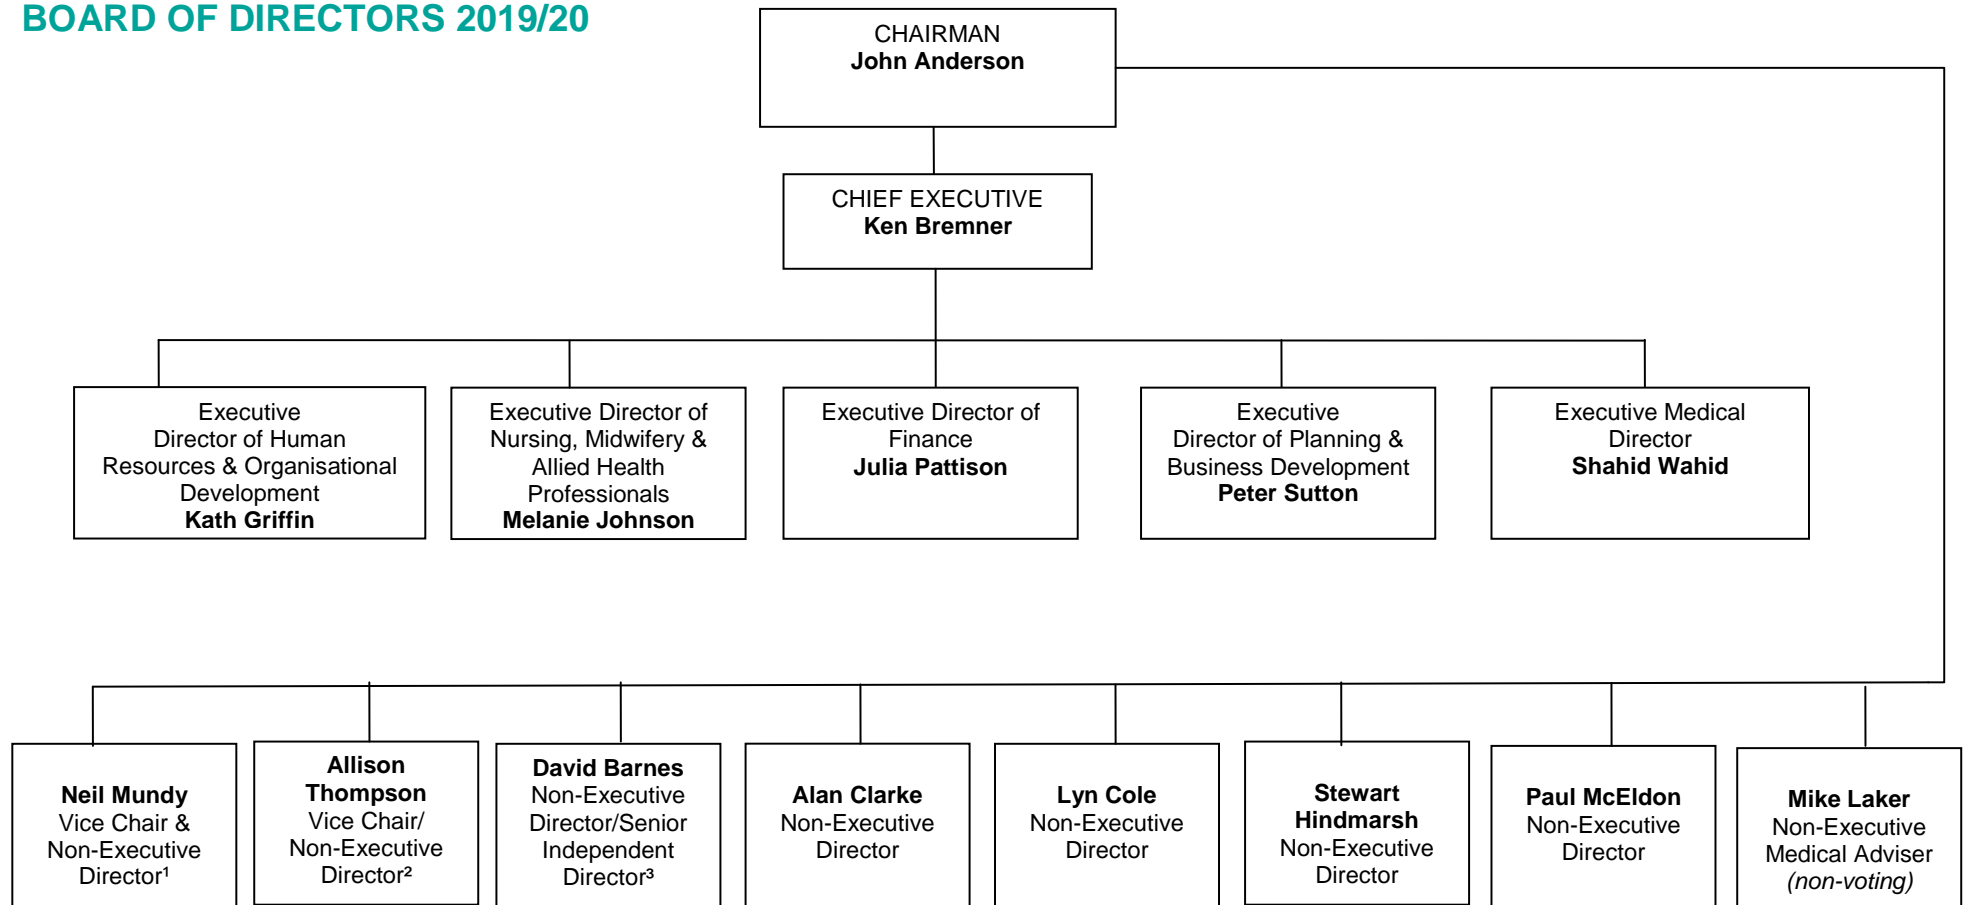 BOARD OF DIRECTORS 2019/20
CHAIRMAN
John Anderson
CHIEF EXECUTIVE
Ken Bremner
Executive
Director of Human
Resources & Organisational
Development
Kath Griffin
Executive Director of
Nursing, Midwifery &
Allied Health
Professionals
Melanie Johnson
Executive Director of
Finance
Julia Pattison
Executive
Director of Planning &
Business Development
Peter Sutton
Executive Medical
Director
Shahid Wahid
Neil Mundy
Vice Chair &
Non-Executive
Director¹
Allison
Thompson
Vice Chair/
Non-Executive
Director²
David Barnes
Non-Executive
Director/Senior
Independent
Director³
Alan Clarke
Non-Executive
Director
Lyn Cole
Non-Executive
Director
Stewart
Hindmarsh
Non-Executive
Director
Paul McEldon
Non-Executive
Director
Mike Laker
Non-Executive
Medical Adviser
(non-voting)